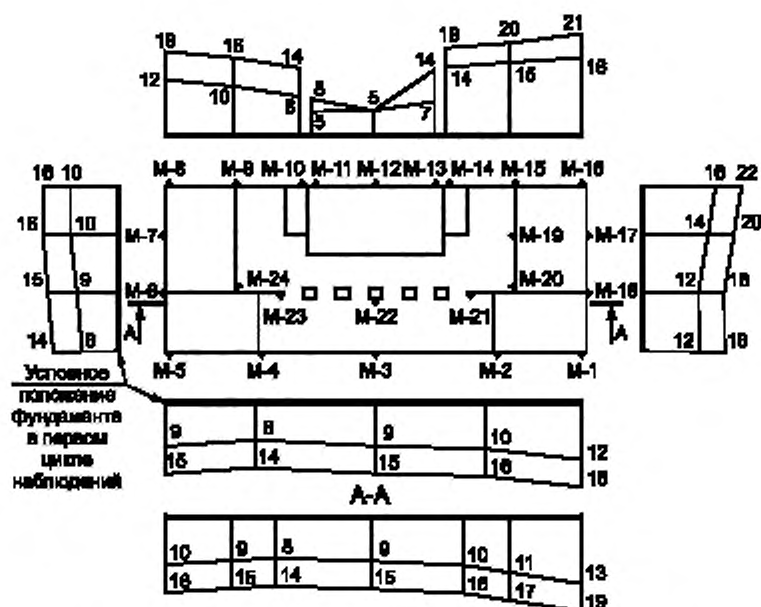 21
20
18
18
16
14
14
14
15
16
12
10
8
6
5
5
7
16 10
М-8 М-9 М-10 М-11 М-12 М-13 М-14 М-15 М-16
16 22
16
10
М-7
М-19
М-17
14
20
15
9
М-24
М-20
12
18
М-23
М-22
М-21
А
А
14
8
12
16
М-5 М-4 М-3 М-2 М-1
Условное
положение
фундамента
в первом
цикле
наблюдений
9 8 9 10 12
15 14 15 16 18
А-А
10 9 8 9 10 11 13
16 15 14 15 16 17 19